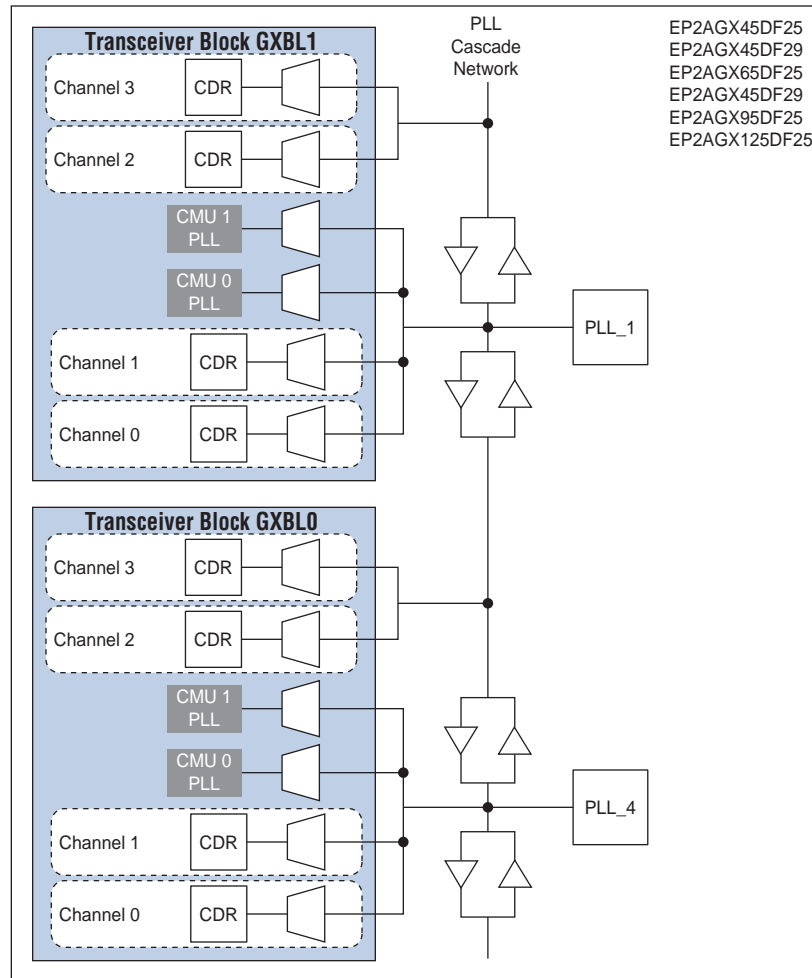 Transceiver Block GXBL1
Channel 3
CDR
Channel 2
CDR
CMU 1
PLL
CMU 0
PLL
Channel 1
CDR
Channel 0
CDR
PLL
Cascade
Network
PLL_1
EP2AGX45DF25
EP2AGX45DF29
EP2AGX65DF25
EP2AGX45DF29
EP2AGX95DF25
EP2AGX125DF25
Transceiver Block GXBL0
Channel 3
CDR
Channel 2
CDR
CMU 1
PLL
CMU 0
PLL
Channel 1
CDR
Channel 0
CDR
PLL_4